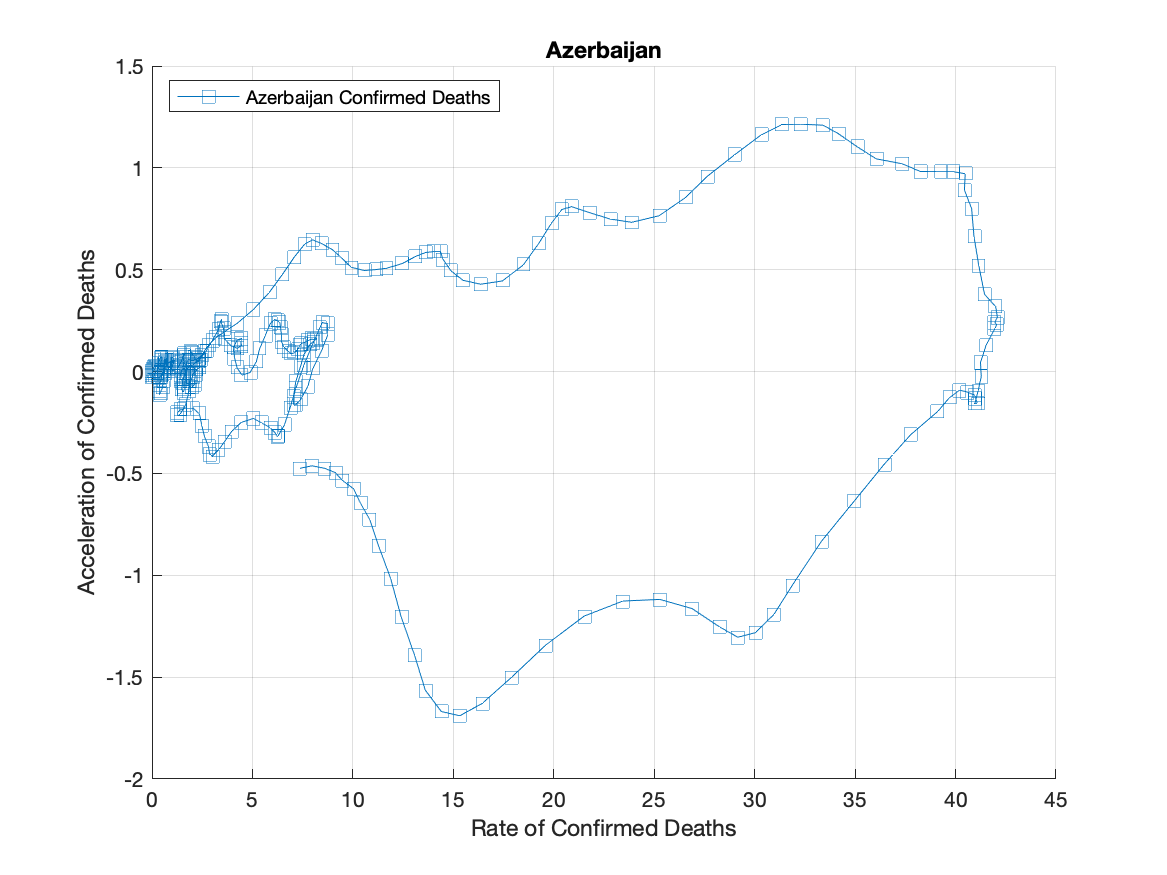 Azerbaijan
Azerbaijan Confirmed Deaths
1.5
1
0.5
0
-0.5
-1
-1.5
-2
Acceleration of Confirmed Deaths
0 5 10 15 20 25 30 35 40 45
Rate of Confirmed Deaths